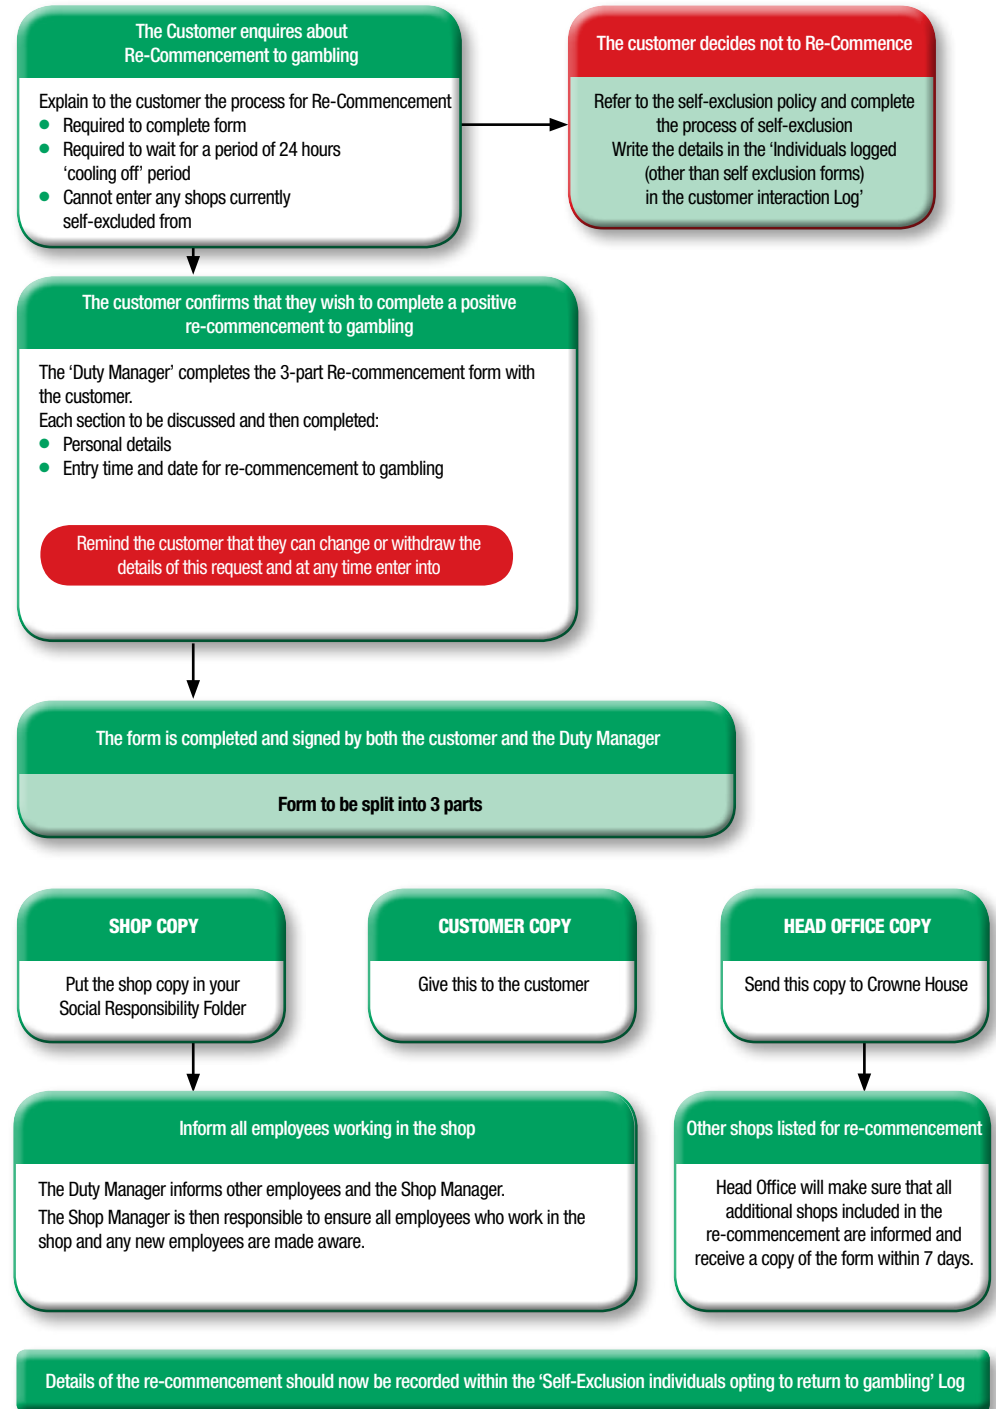 The Customer enquires about
Re-Commencement to gambling
Explain to the customer the process for Re-Commencement
• Required to complete form
• Required to wait for a period of 24 hours
‘cooling off’ period
• Cannot enter any shops currently
self-excluded from
The customer decides not to Re-Commence
Refer to the self-exclusion policy and complete
the process of self-exclusion
Write the details in the ‘Individuals logged
(other than self exclusion forms)
in the customer interaction Log’
The customer confirms that they wish to complete a positive
re-commencement to gambling
The ‘Duty Manager’ completes the 3-part Re-commencement form with
the customer.
Each section to be discussed and then completed:
• Personal details
• Entry time and date for re-commencement to gambling
Remind the customer that they can change or withdraw the
details of this request and at any time enter into
The form is completed and signed by both the customer and the Duty Manager
Form to be split into 3 parts
SHOP COPY
Put the shop copy in your
Social Responsibility Folder
CUSTOMER COPY
Give this to the customer
HEAD OFFICE COPY
Send this copy to Crowne House
Inform all employees working in the shop
The Duty Manager informs other employees and the Shop Manager.
The Shop Manager is then responsible to ensure all employees who work in the
shop and any new employees are made aware.
Other shops listed for re-commencement
Head Office will make sure that all
additional shops included in the
re-commencement are informed and
receive a copy of the form within 7 days.
Details of the re-commencement should now be recorded within the ‘Self-Exclusion individuals opting to return to gambling’ Log